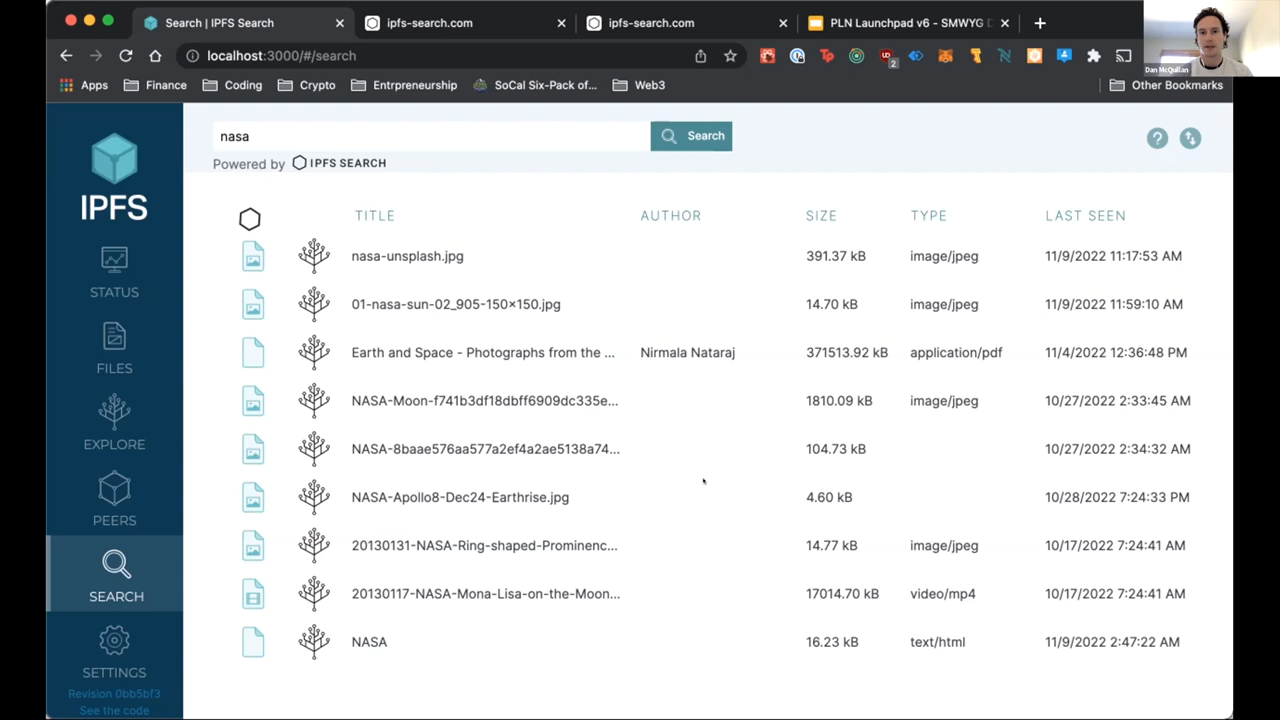 Search | IPFS Search
ipfs-search.com
ipfs-search.com
PLN Launchpad v6 - SMWYG
localhost:3000/#/search
2
Dan McQuillan
Apps
Finance
Coding
Crypto
Entrpreneurship
SoCal Six-Pack of...
Web3
Other Bookmarks
nasa
Search
Powered by IPFS SEARCH
IPFS
STATUS
FILES
EXPLORE
PEERS
SEARCH
SETTINGS
Revision 0bb5bf3
See the code
TITLE AUTHOR SIZE TYPE LAST SEEN
nasa-unsplash.jpg 391.37 kB image/jpeg 11/9/2022 11:17:53 AM
01-nasa-sun-02_905-150×150.jpg 14.70 kB image/jpeg 11/9/2022 11:59:10 AM
Earth and Space - Photographs from the ... Nirmala Nataraj 371513.92 kB application/pdf 11/4/2022 12:36:48 PM
NASA-Moon-f741b3df18dbff6909dc335e... 1810.09 kB image/jpeg 10/27/2022 2:33:45 AM
NASA-8baae576aa577a2ef4a2ae5138a74... 104.73 kB 10/27/2022 2:34:32 AM
NASA-Apollo8-Dec24-Earthrise.jpg 4.60 kB 10/28/2022 7:24:33 PM
20130131-NASA-Ring-shaped-Prominenc... 14.77 kB image/jpeg 10/17/2022 7:24:41 AM
20130117-NASA-Mona-Lisa-on-the-Moon... 17014.70 kB video/mp4 10/17/2022 7:24:41 AM
NASA 16.23 kB text/html 11/9/2022 2:47:22 AM